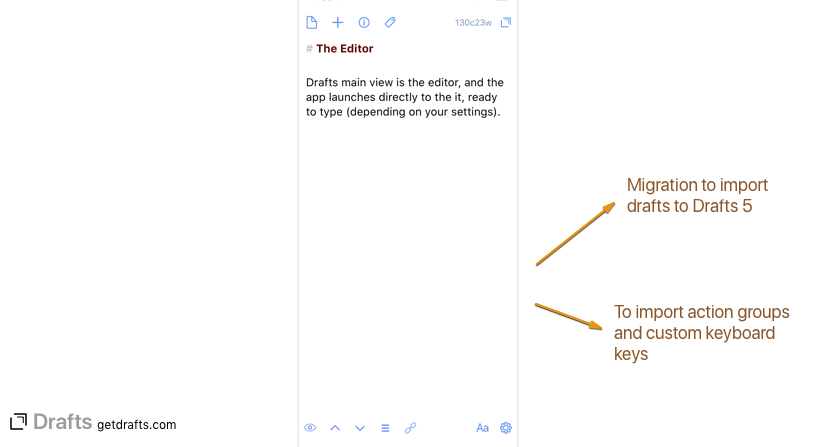 130c23w
# The Editor
Drafts main view is the editor, and the
app launches directly to the it, ready
to type (depending on your settings).
Migration to import
drafts to Drafts 5
To import action groups
and custom keyboard
keys
Aa
Drafts getdrafts.com